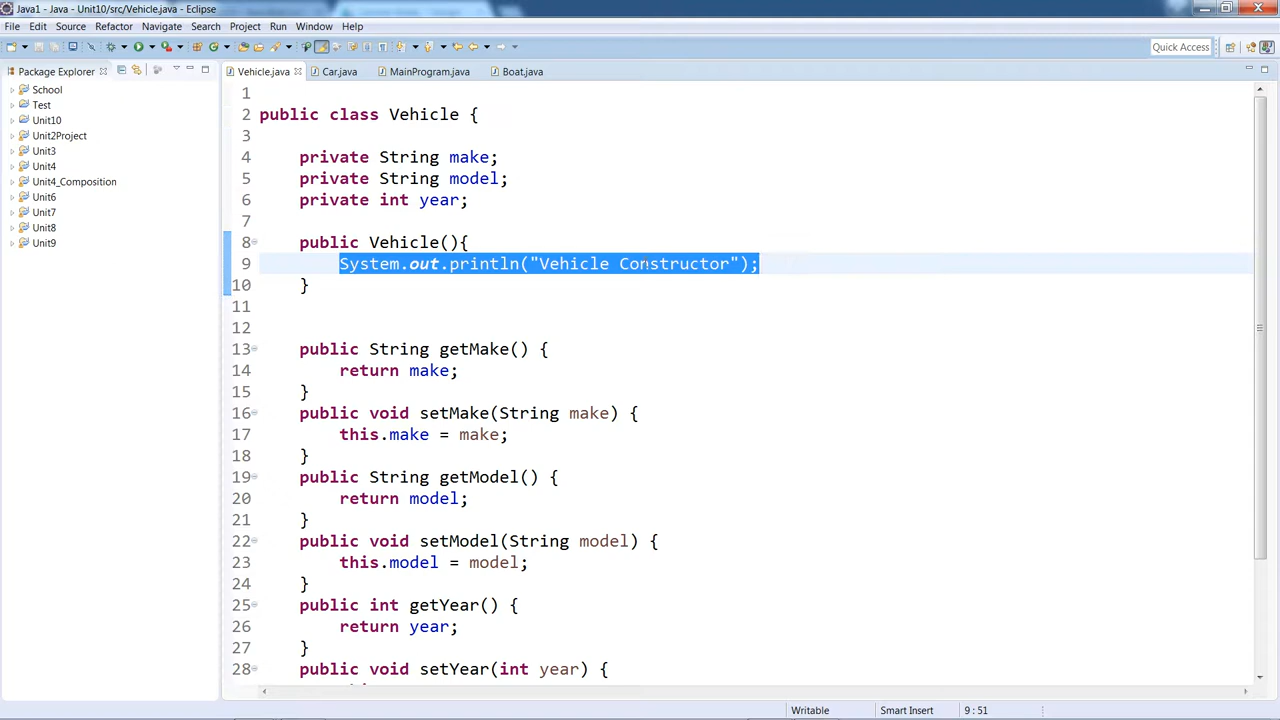 Java1 - Java - Unit10/src/Vehicle.java - Eclipse
File Edit Source Refactor Navigate Search Project Run Window Help
Quick Access
Package Explorer
Vehicle.java Car.java MainProgram.java Boat.java
School
Test
Unit10
Unit2Project
Unit3
Unit4
Unit4_Composition
Unit6
Unit7
Unit8
Unit9
1
2 public class Vehicle {
3
4 private String make;
5 private String model;
6 private int year;
7
8 public Vehicle(){
9 System.out.println("Vehicle Constructor");
10 }
11
12
13 public String getMake() {
14 return make;
15 }
16 public void setMake(String make) {
17 this.make = make;
18 }
19 public String getModel() {
20 return model;
21 }
22 public void setModel(String model) {
23 this.model = model;
24 }
25 public int getYear() {
26 return year;
27 }
28 public void setYear(int year) {
Writable Smart Insert 9 : 51